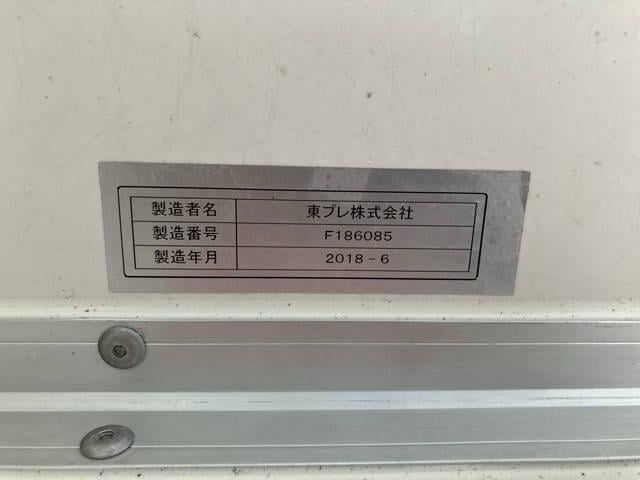 製造者名 東プレ株式会社
製造番号 F186085
製造年月 2018-6